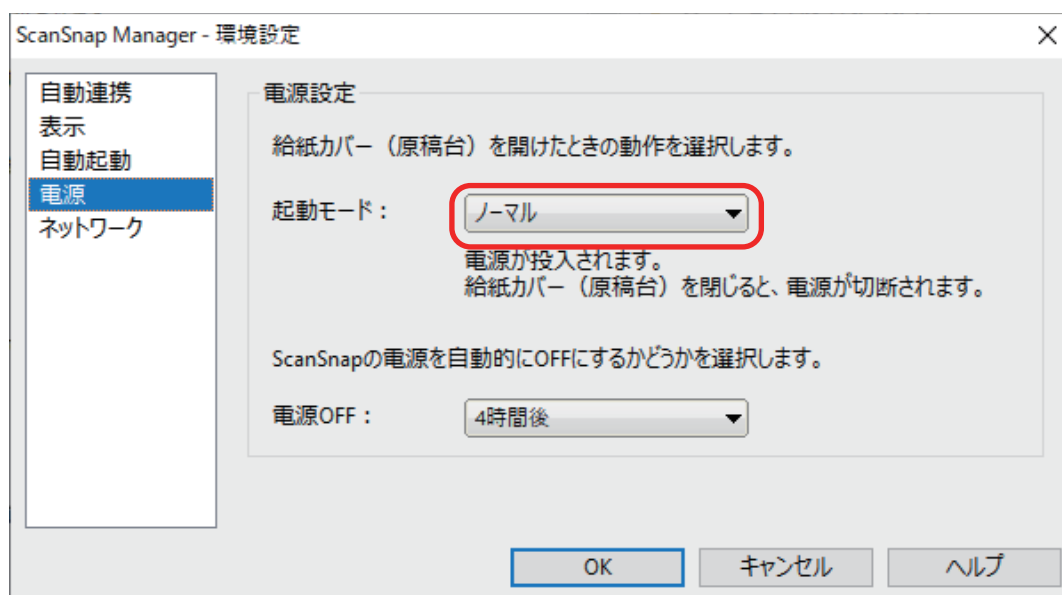 ScanSnap Manager - 環境設定
自動連携
表示
自動起動
電源
ネットワーク
電源設定
給紙カバー（原稿台）を開けたときの動作を選択します。
起動モード：
ノーマル
電源が投入されます。
給紙カバー（原稿台）を閉じると、電源が切断されます。
ScanSnapの電源を自動的にOFFにするかどうかを選択します。
電源OFF：
4時間後
OK
キャンセル
ヘルプ